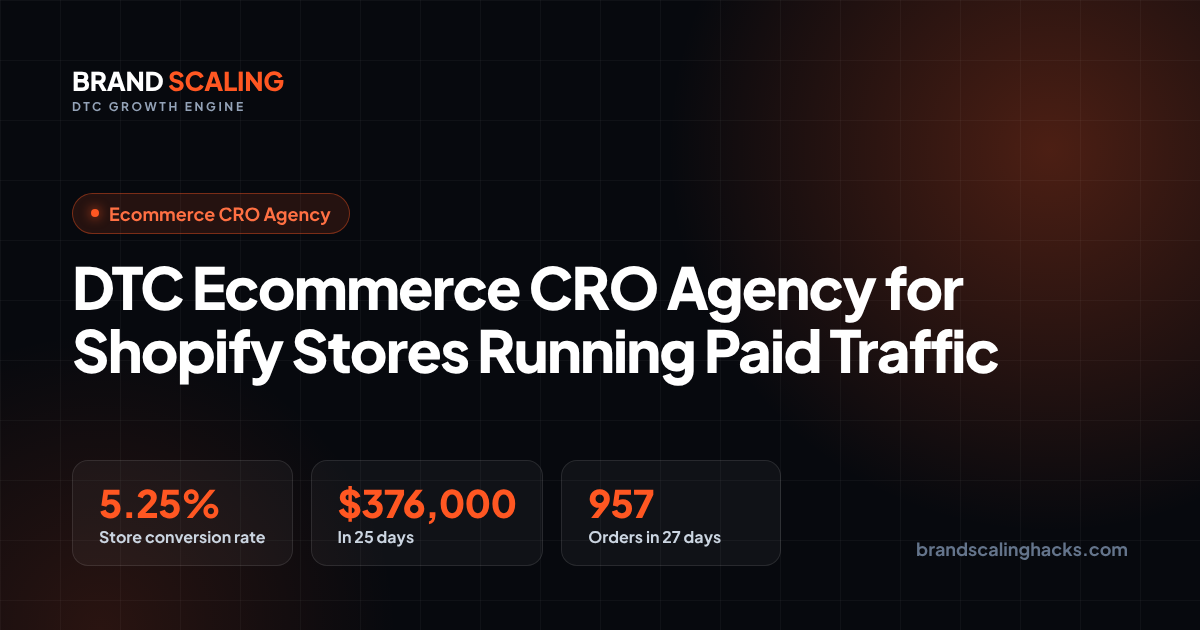 BRAND SCALING
DTC GROWTH ENGINE
Ecommerce CRO Agency
DTC Ecommerce CRO Agency for
Shopify Stores Running Paid Traffic
5.25%
Store conversion rate
$376,000
In 25 days
957
Orders in 27 days
brandscalinghacks.com